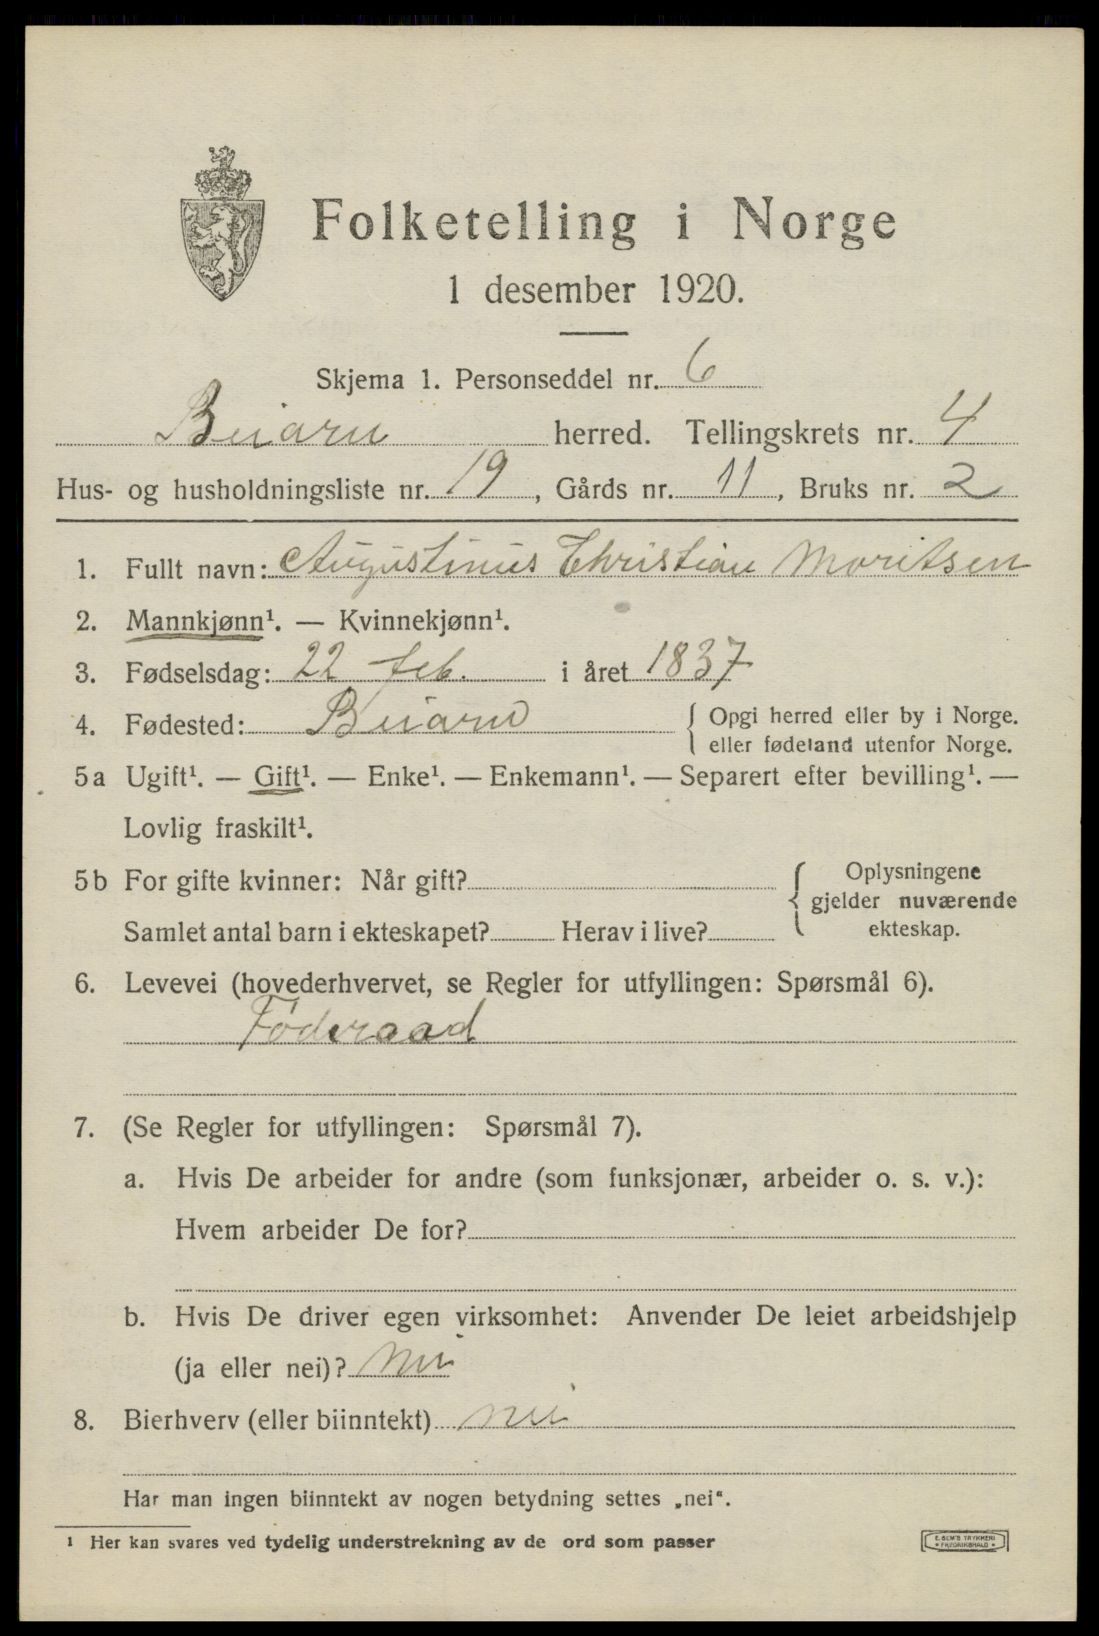 Folketelling i Norge
1 desember 1920.
Skjema 1. Personseddel nr. 6
Beiarn herred. Tellingskrets nr. 4
Hus- og husholdningsliste nr. 19, Gårds nr. 11, Bruks nr. 2
1. Fullt navn: Augustinus Christian Moritsen
2. Mannkjønn¹. — Kvinnekjønn¹.
3. Fødselsdag: 22 feb. i året 1837
4. Fødested: Beiarn { Opgi herred eller by i Norge.
eller fødeland utenfor Norge.
5a Ugift¹. — Gift¹. — Enke¹. — Enkemann¹. — Separert efter bevilling¹. —
Lovlig fraskilt¹.
5b For gifte kvinner: Når gift? { Oplysningene
gjelder nuværende
ekteskap.
Samlet antal barn i ekteskapet? Herav i live?
6. Levevei (hovederhvervet, se Regler for utfyllingen: Spørsmål 6).
Föderaad
7. (Se Regler for utfyllingen: Spørsmål 7).
a. Hvis De arbeider for andre (som funksjonær, arbeider o. s. v.):
Hvem arbeider De for?
b. Hvis De driver egen virksomhet: Anvender De leiet arbeidshjelp
(ja eller nei)? Nei
8. Bierhverv (eller biinntekt) nei
Har man ingen biinntekt av nogen betydning settes „nei“.
¹ Her kan svares ved tydelig understrekning av de ord som passer
E. SEM'S TRYKKERI
• FREDRIKSHALD •